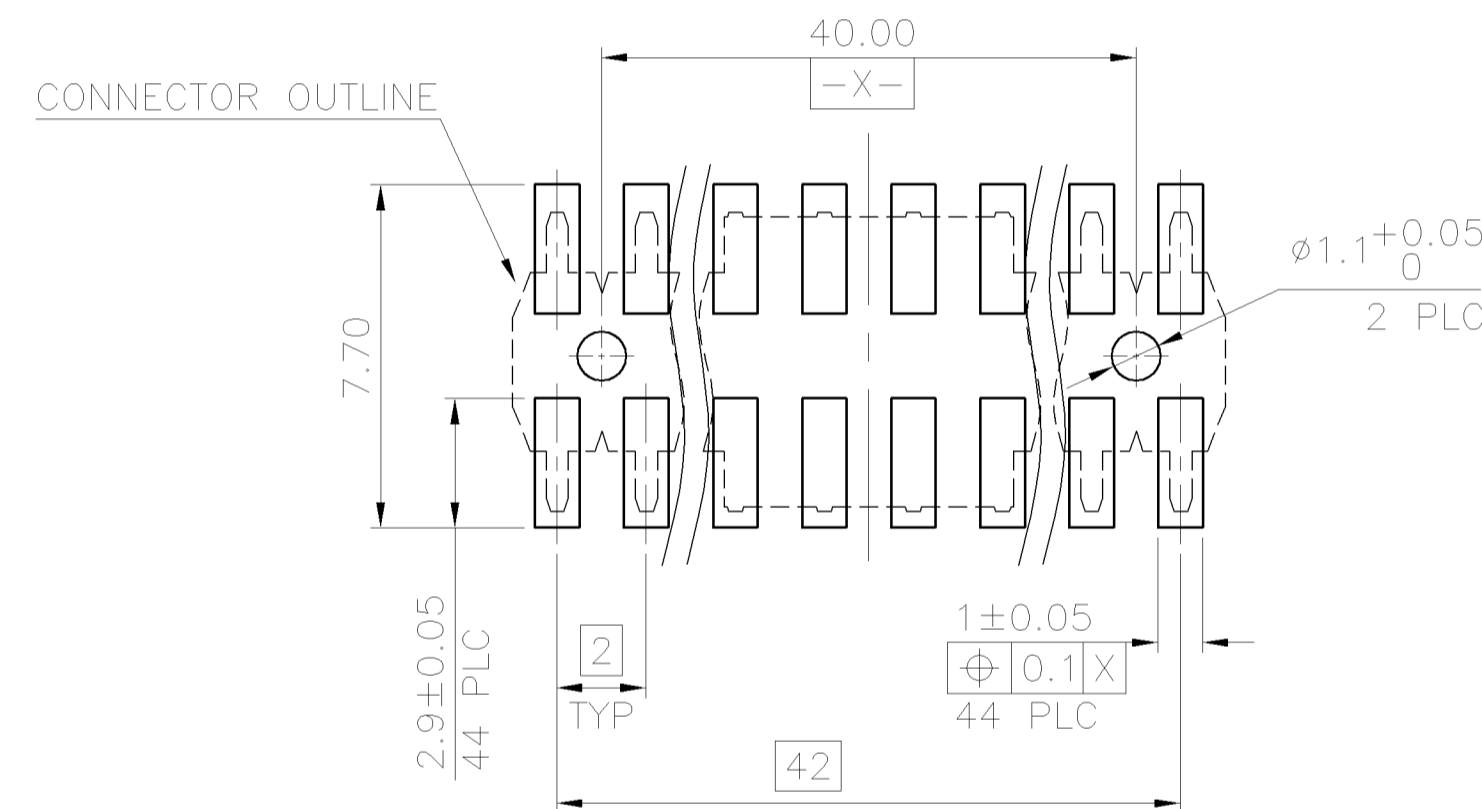 40.00
-X-
CONNECTOR OUTLINE
ø1.1+0.05
0
2 PLC
7.70
2.9±0.05
44 PLC
2
TYP
1±0.05
⌖ 0.1 X
44 PLC
42